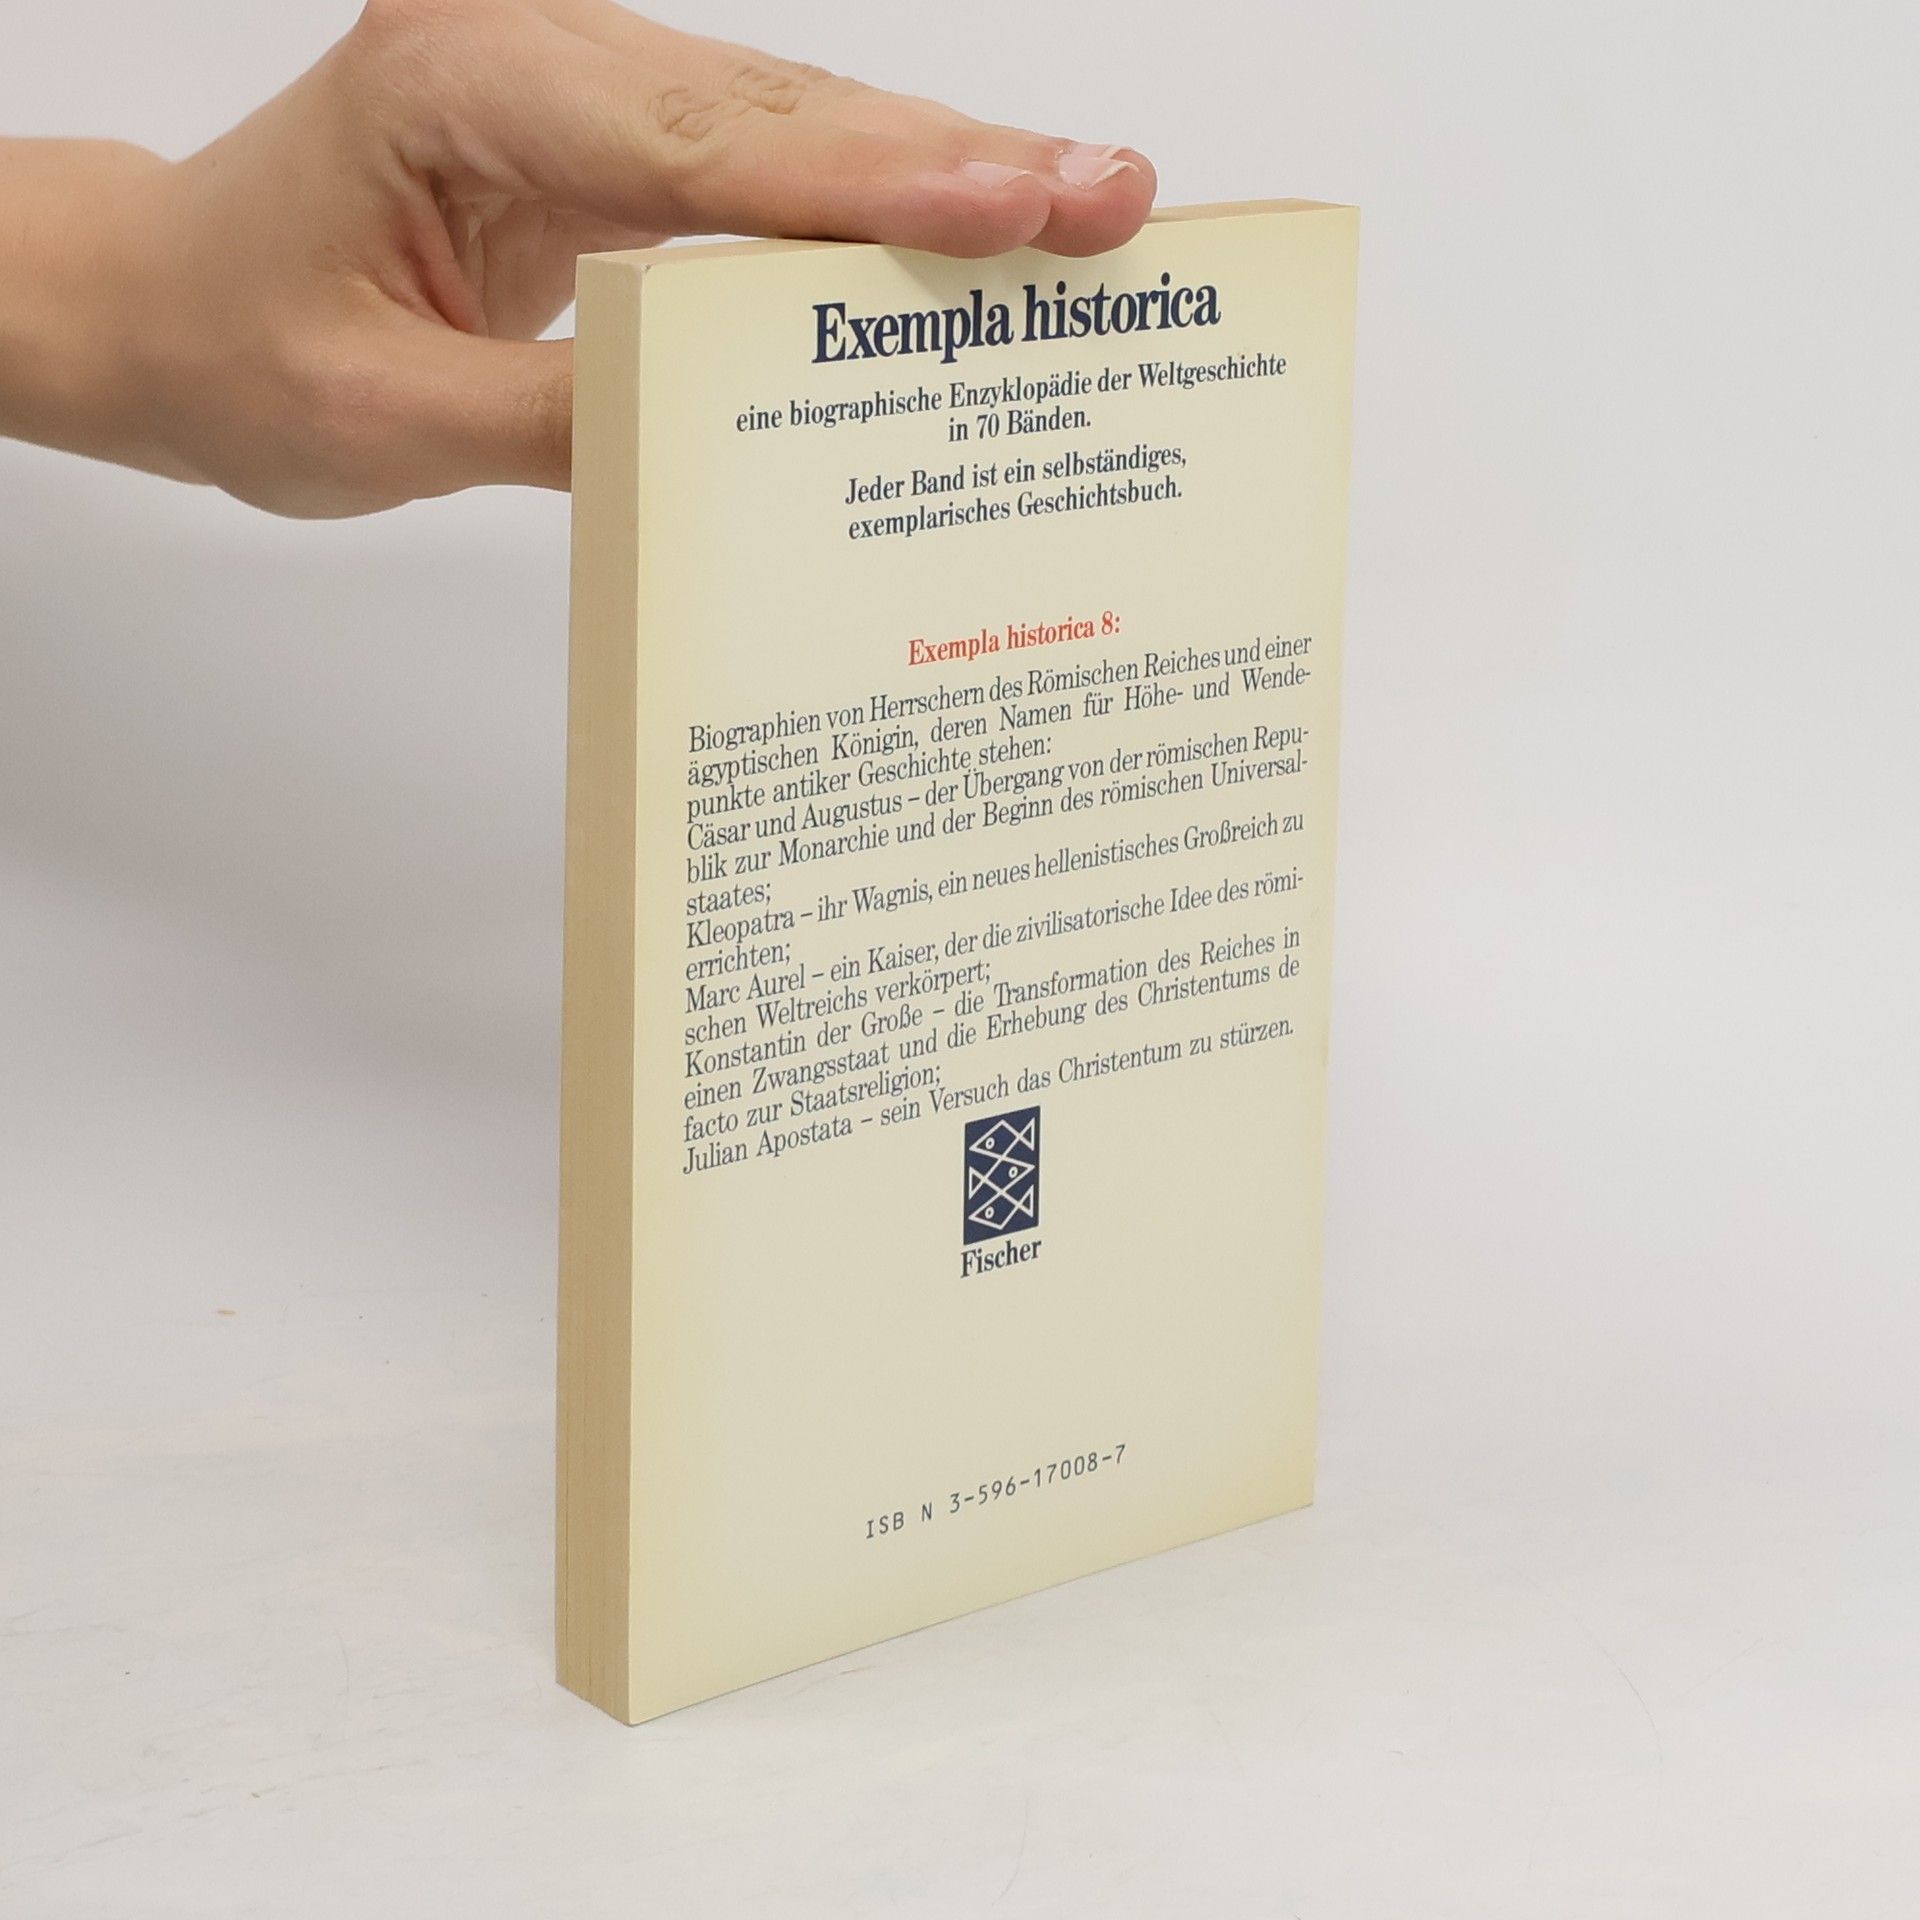 Exempla historica
eine biographische Enzyklopädie der Weltgeschichte
in 70 Bänden.
Jeder Band ist ein selbständiges,
exemplarisches Geschichtsbuch.
Exempla historica 8:
Biographien von Herrschern des Römischen Reiches und einer
ägyptischen Königin, deren Namen für Höhe- und Wende-
punkte antiker Geschichte stehen:
Cäsar und Augustus – der Übergang von der römischen Repu-
blik zur Monarchie und der Beginn des römischen Universal-
staates;
Kleopatra – ihr Wagnis, ein neues hellenistisches Großreich zu
errichten;
Marc Aurel – ein Kaiser, der die zivilisatorische Idee des römi-
schen Weltreichs verkörpert;
Konstantin der Große – die Transformation des Reiches in
einen Zwangsstaat und die Erhebung des Christentums de
facto zur Staatsreligion;
Julian Apostata – sein Versuch das Christentum zu stürzen.
Fischer
ISB N 3-596-17008-7